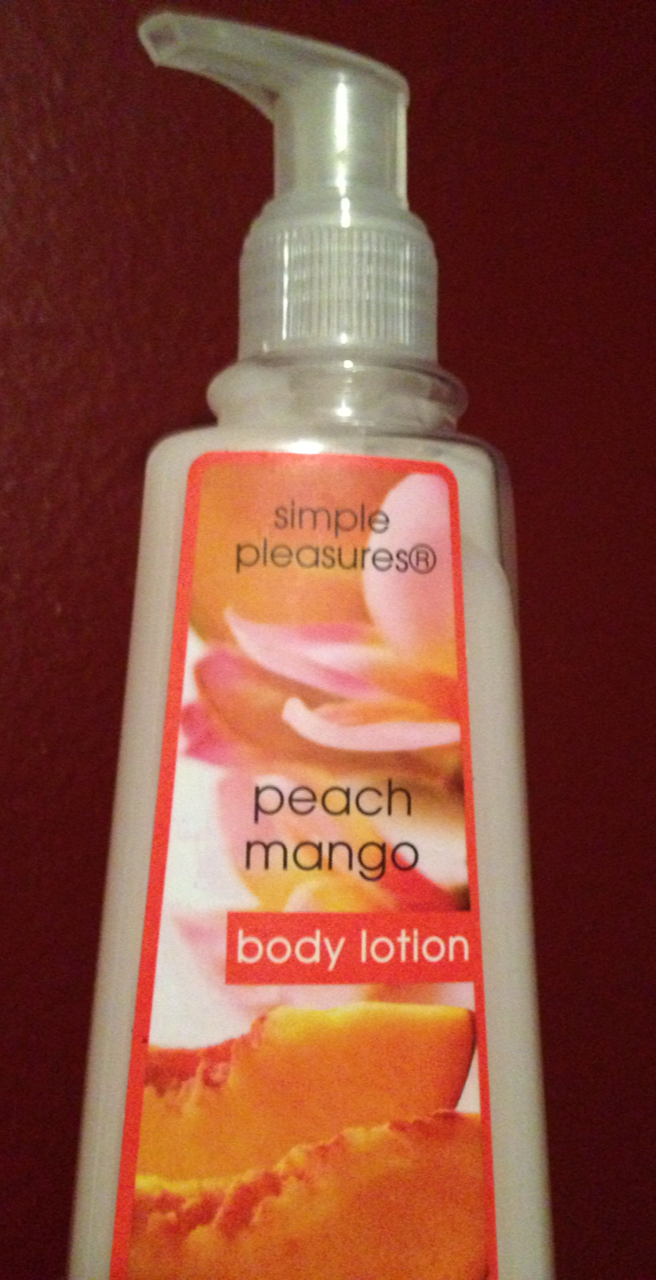 simple
pleasures®
peach
mango
body lotion